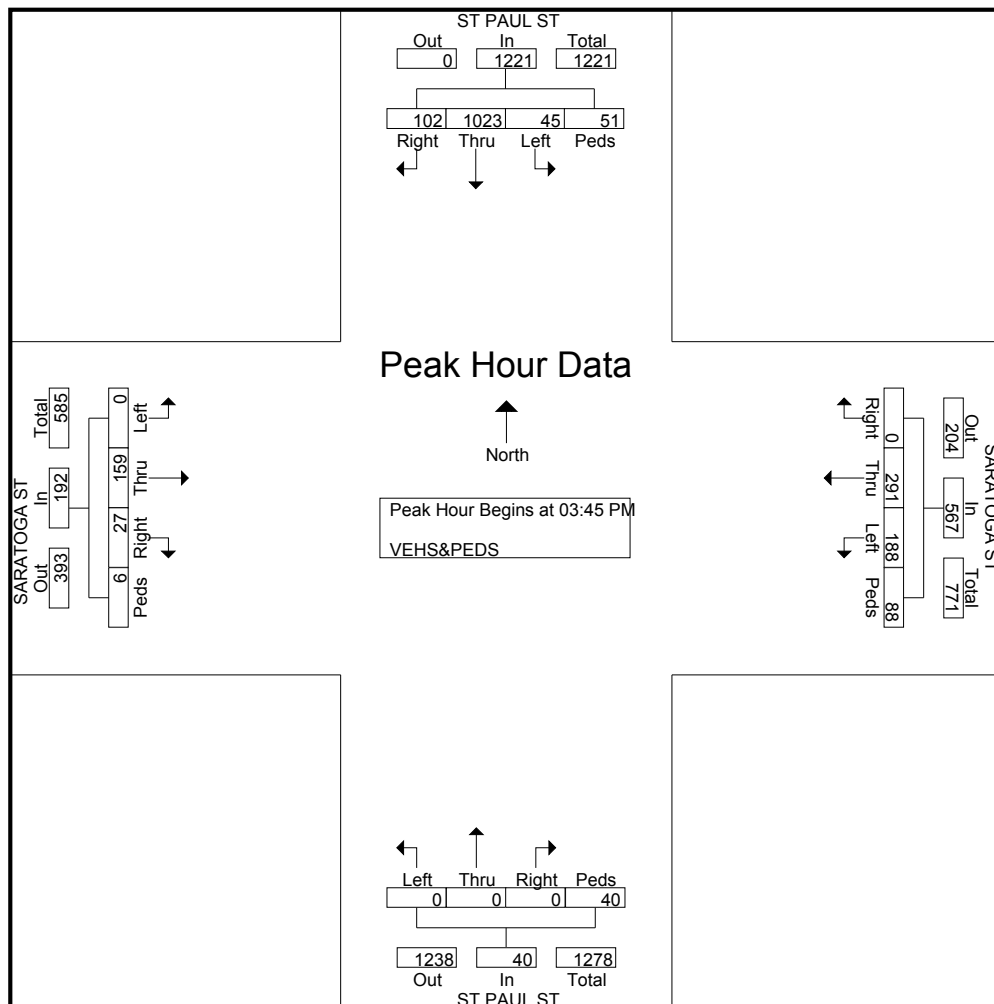 ST PAUL ST
Out In Total
0 1221 1221
102 1023 45 51
Right Thru Left Peds
Peak Hour Data
North
Peak Hour Begins at 03:45 PM
VEHS&PEDS
SARATOGA ST
Out In Total
393 192 585
0 159 27 6
Left Thru Right Peds
SARATOGA ST
Out In Total
204 567 771
0 291 188 88
Right Thru Left Peds
Left Thru Right Peds
0 0 0 40
1238 40 1278
Out In Total
ST PAUL ST